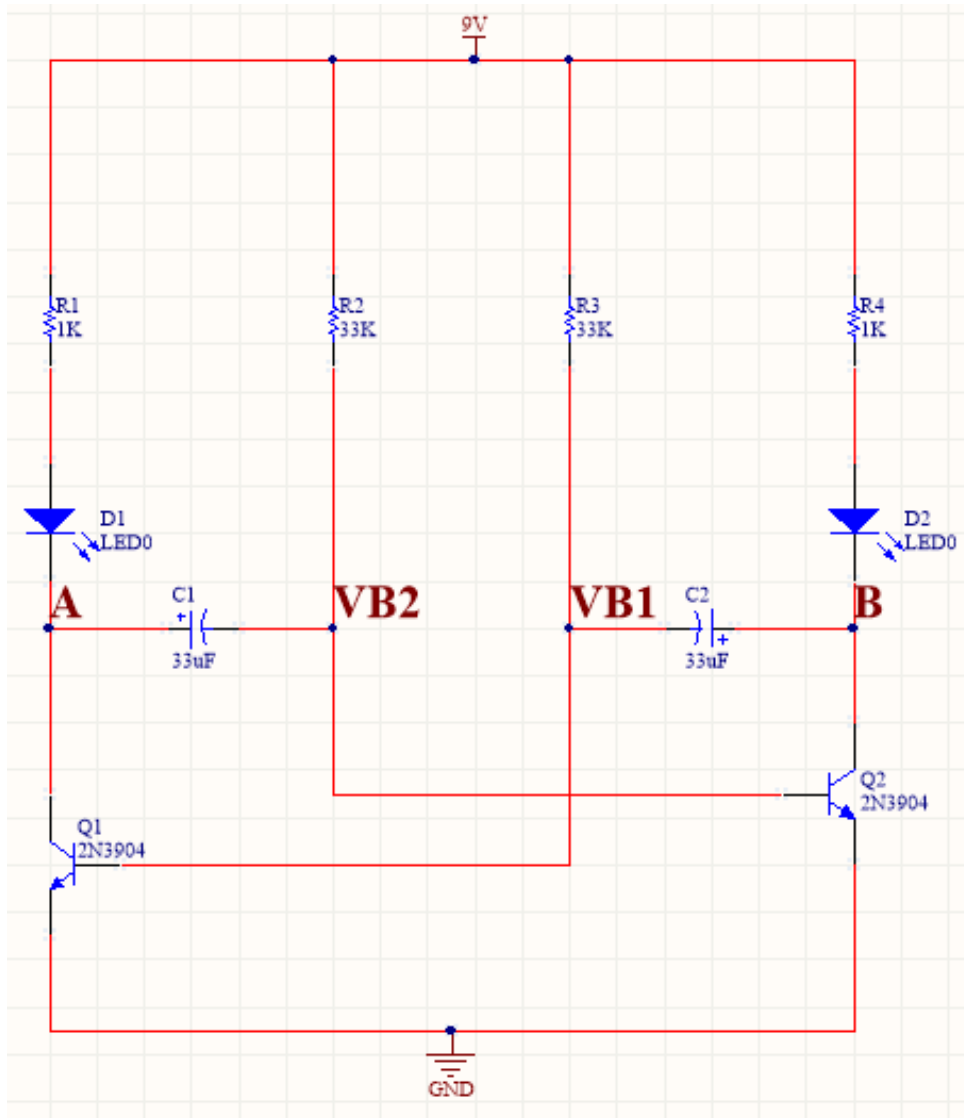 9V
R1
1K
R2
33K
R3
33K
R4
1K
D1
LED0
D2
LED0
A
C1
+
33uF
VB2
VB1
C2
+
33uF
B
Q2
2N3904
Q1
2N3904
GND